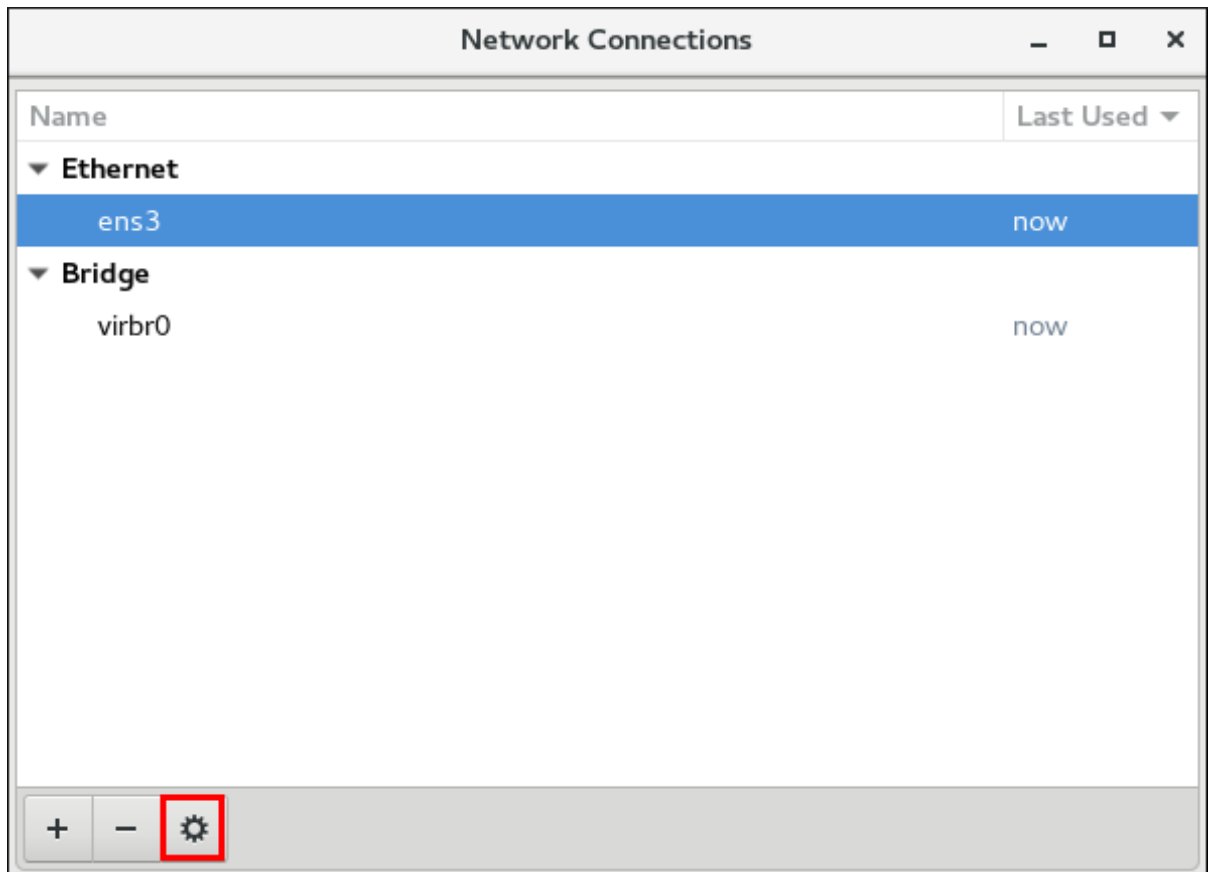 Network Connections
Name Last Used
Ethernet
ens3 now
Bridge
virbr0 now